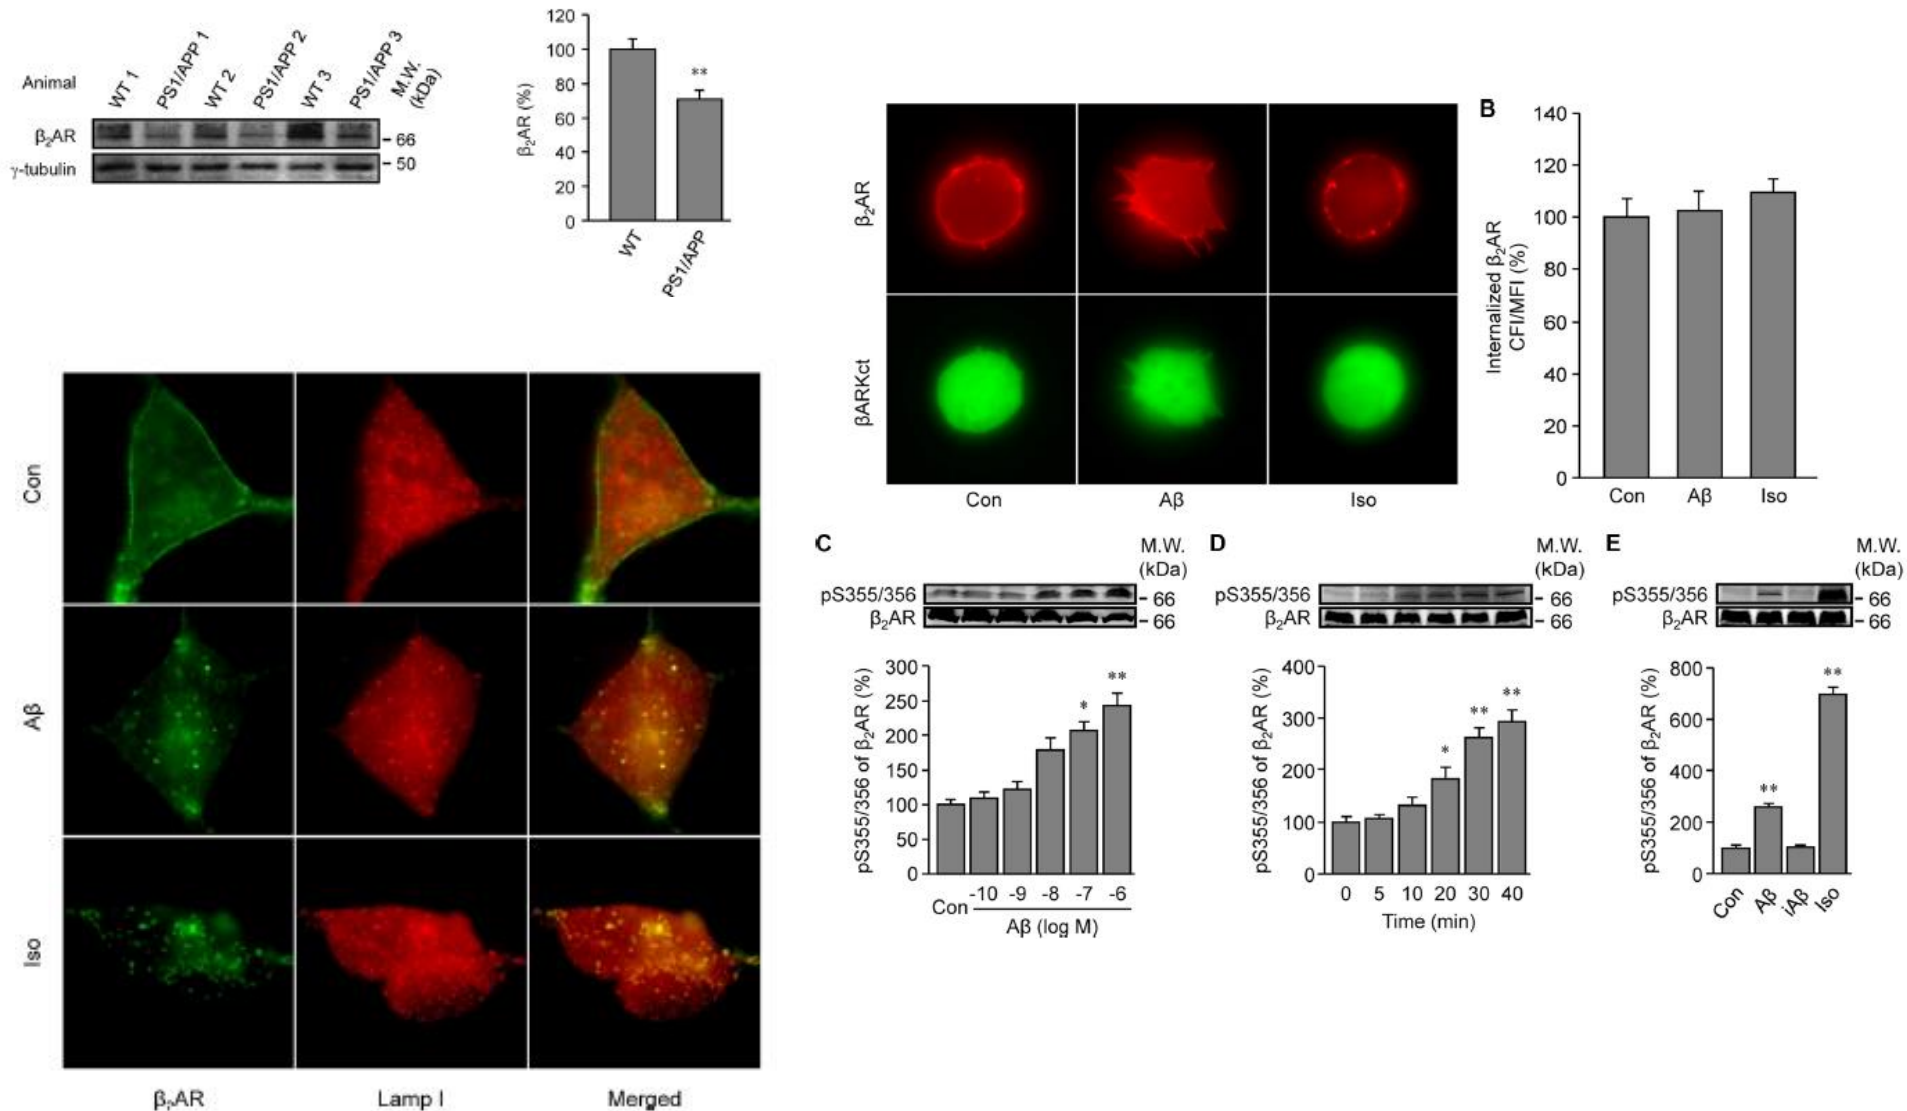 Animal
WT 1
PS1/APP 1
WT 2
PS1/APP 2
WT 3
PS1/APP 3
M.W.
(kDa)
β₂AR
- 66
γ-tubulin
- 50
120
100
80
60
40
20
0
β₂AR (%)
**
WT
PS1/APP
Con
Aβ
Iso
β₂AR
Lamp I
Merged
β₂AR
βARKct
Con
Aβ
Iso
B
140
120
100
80
60
40
20
0
Internalized β₂AR
CFI/MFI (%)
Con
Aβ
Iso
C
M.W.
(kDa)
pS355/356
- 66
β₂AR
- 66
300
250
200
150
100
50
0
pS355/356 of β₂AR (%)
*
**
Con
-10
-9
-8
-7
-6
Aβ (log M)
D
M.W.
(kDa)
pS355/356
- 66
β₂AR
- 66
400
300
200
100
0
pS355/356 of β₂AR (%)
*
**
**
0
5
10
20
30
40
Time (min)
E
M.W.
(kDa)
pS355/356
- 66
β₂AR
- 66
800
600
400
200
0
pS355/356 of β₂AR (%)
**
**
Con
Aβ
iAβ
Iso